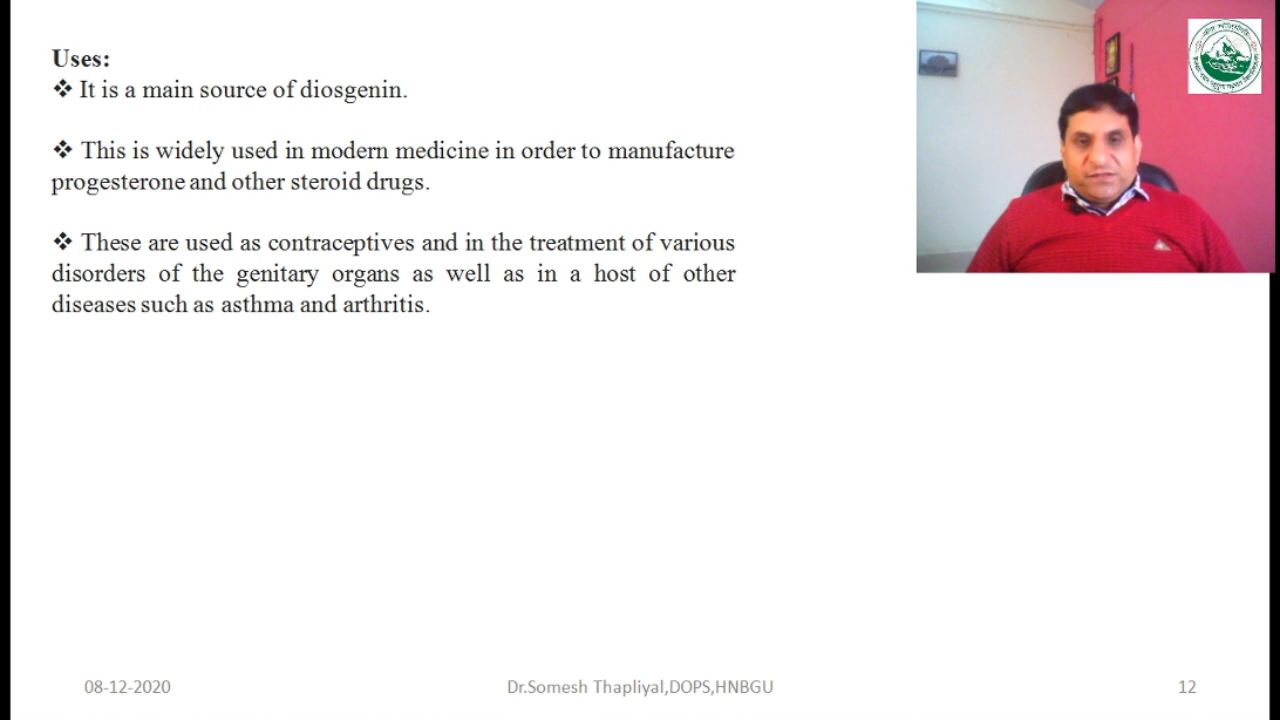 Uses:
❖ It is a main source of diosgenin.
❖ This is widely used in modern medicine in order to manufacture
progesterone and other steroid drugs.
❖ These are used as contraceptives and in the treatment of various
disorders of the genitary organs as well as in a host of other
diseases such as asthma and arthritis.
08-12-2020
Dr.Somesh Thapliyal,DOPS,HNBGU
12